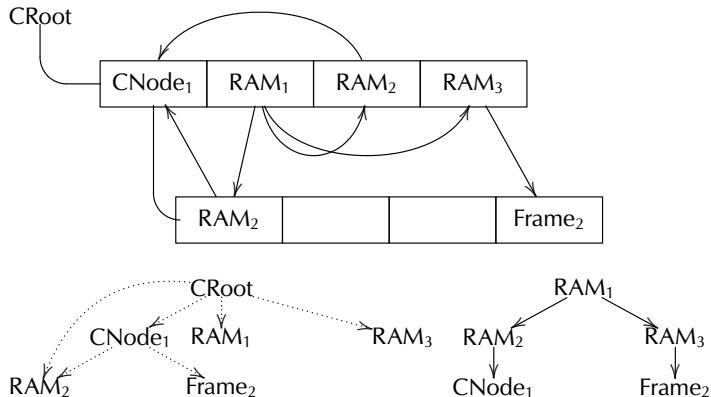 CRoot
CNode₁ RAM₁ RAM₂ RAM₃
RAM₂ Frame₂
CRoot RAM₁
CNode₁ RAM₁ RAM₃ RAM₂ RAM₃
RAM₂ Frame₂ CNode₁ Frame₂